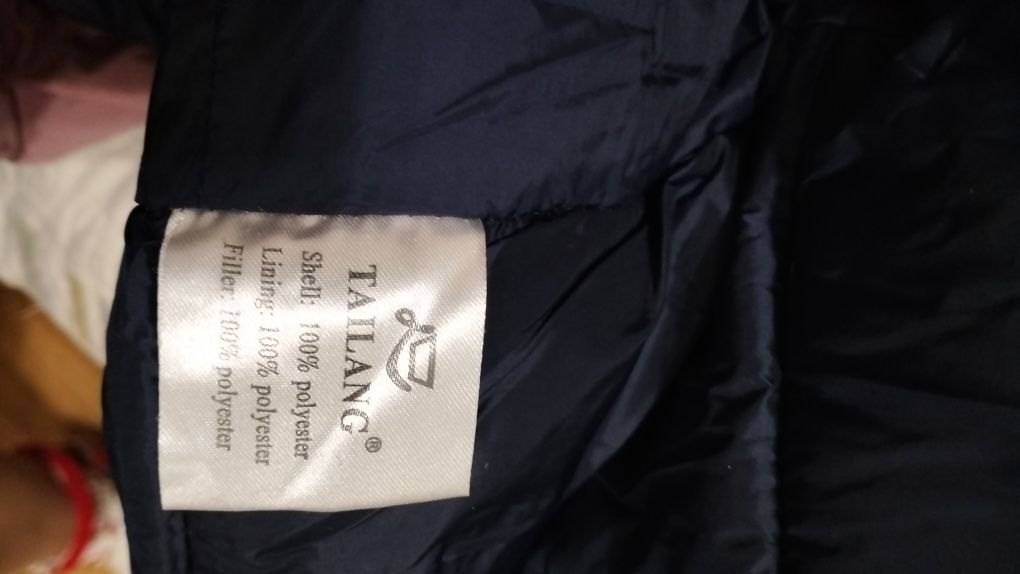 TAILANG®
Shell: 100% polyester
Lining: 100% polyester
Filler: 100% polyester